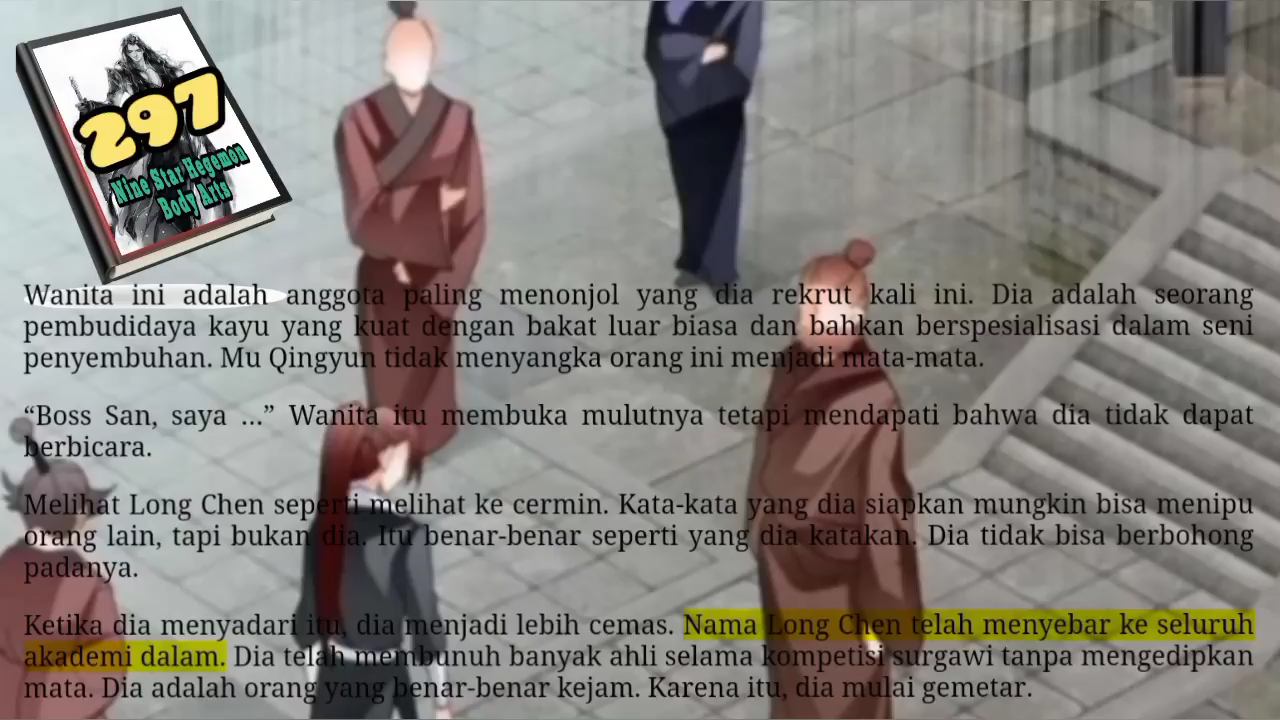 297
Nine Star Hegemon
Body Arts
Wanita ini adalah anggota paling menonjol yang dia rekrut kali ini. Dia adalah seorang
pembudidaya kayu yang kuat dengan bakat luar biasa dan bahkan berspesialisasi dalam seni
penyembuhan. Mu Qingyun tidak menyangka orang ini menjadi mata-mata.
“Boss San, saya …” Wanita itu membuka mulutnya tetapi mendapati bahwa dia tidak dapat
berbicara.
Melihat Long Chen seperti melihat ke cermin. Kata-kata yang dia siapkan mungkin bisa menipu
orang lain, tapi bukan dia. Itu benar-benar seperti yang dia katakan. Dia tidak bisa berbohong
padanya.
Ketika dia menyadari itu, dia menjadi lebih cemas. Nama Long Chen telah menyebar ke seluruh
akademi dalam. Dia telah membunuh banyak ahli selama kompetisi surgawi tanpa mengedipkan
mata. Dia adalah orang yang benar-benar kejam. Karena itu, dia mulai gemetar.